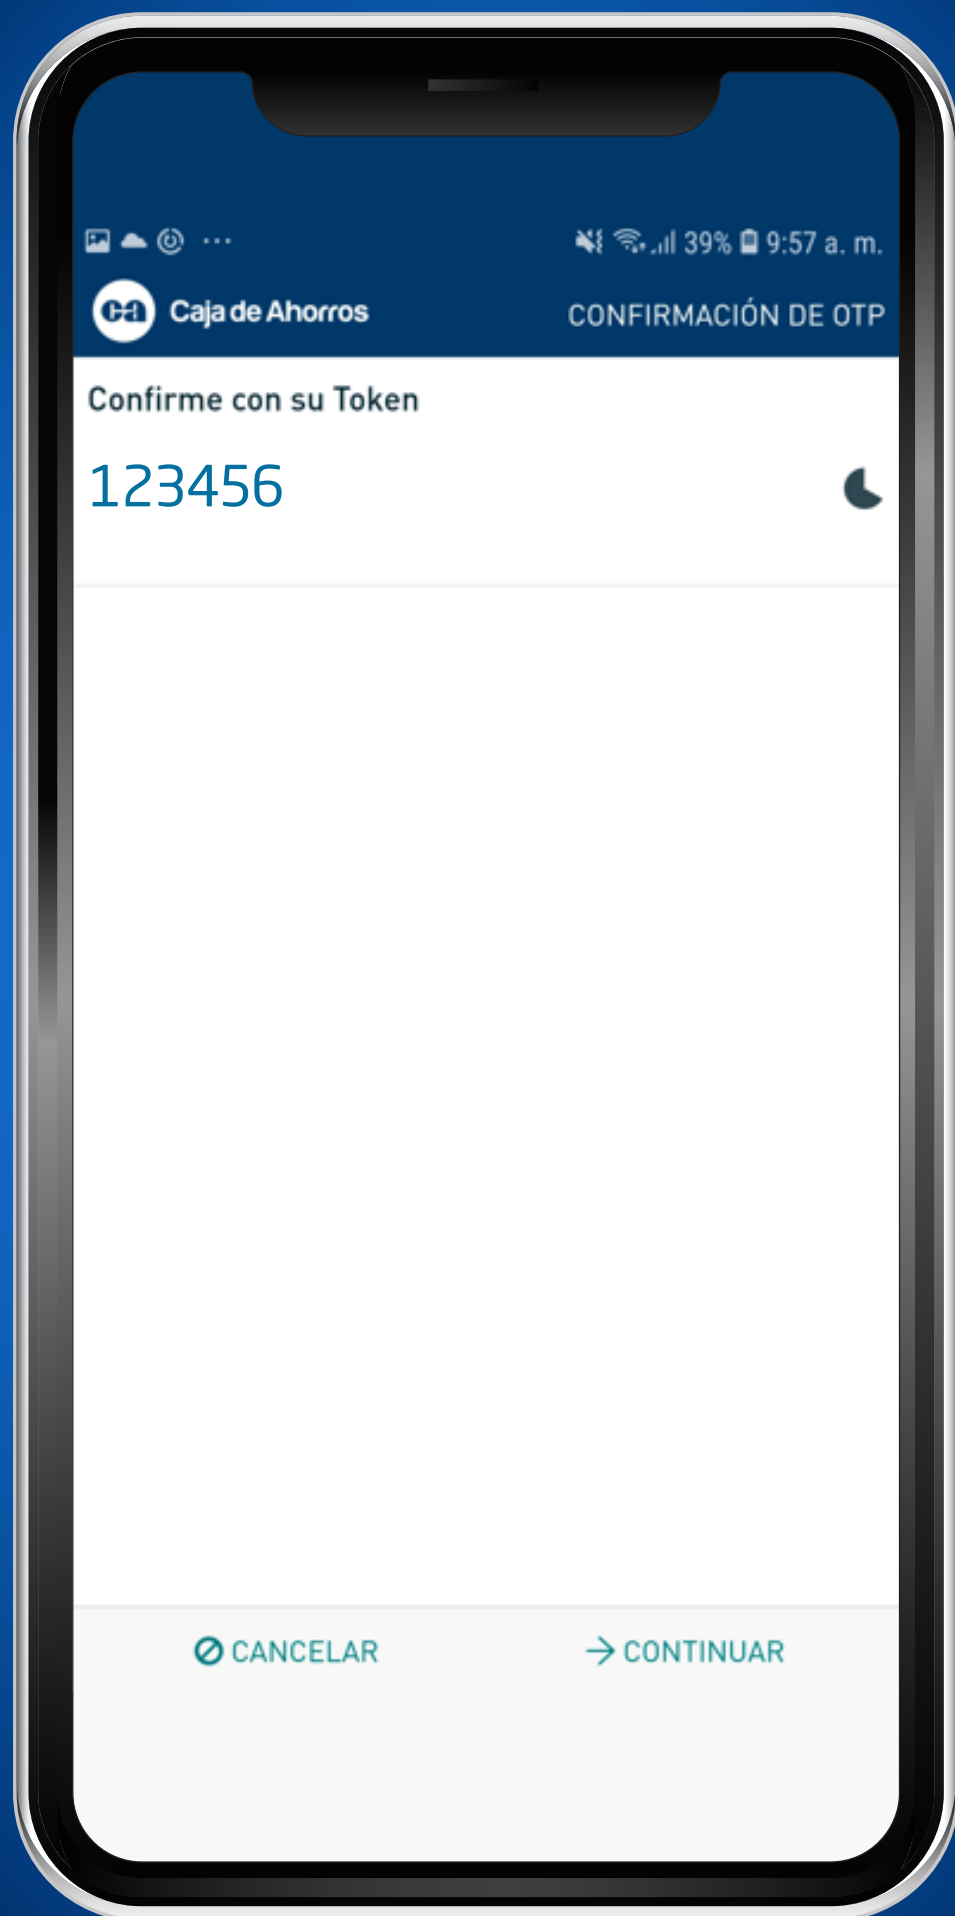 39% 9:57 a. m.
ca Caja de Ahorros CONFIRMACIÓN DE OTP
Confirme con su Token
123456
CANCELAR CONTINUAR